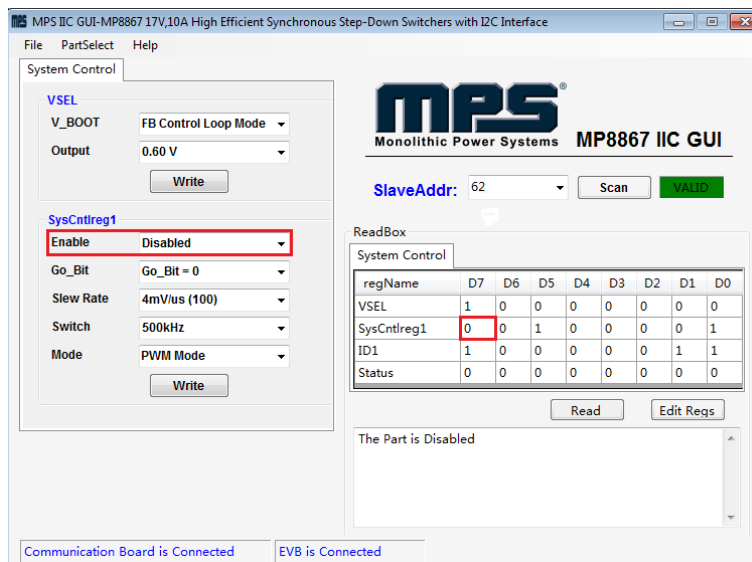 MPS IIC GUI-MP8867 17V,10A High Efficient Synchronous Step-Down Switchers with I2C Interface
File PartSelect Help
System Control
VSEL
V_BOOT FB Control Loop Mode
Output 0.60 V
Write
SysCntlreg1
Enable Disabled
Go_Bit Go_Bit = 0
Slew Rate 4mV/us (100)
Switch 500kHz
Mode PWM Mode
Write
mps®
Monolithic Power Systems MP8867 IIC GUI
SlaveAddr: 62 Scan VALID
ReadBox
System Control
regName D7 D6 D5 D4 D3 D2 D1 D0
VSEL 1 0 0 0 0 0 0 0
SysCntlreg1 0 0 1 0 0 0 0 1
ID1 1 0 0 0 0 0 1 1
Status 0 0 0 0 0 0 0 0
Read Edit Regs
The Part is Disabled
Communication Board is Connected EVB is Connected